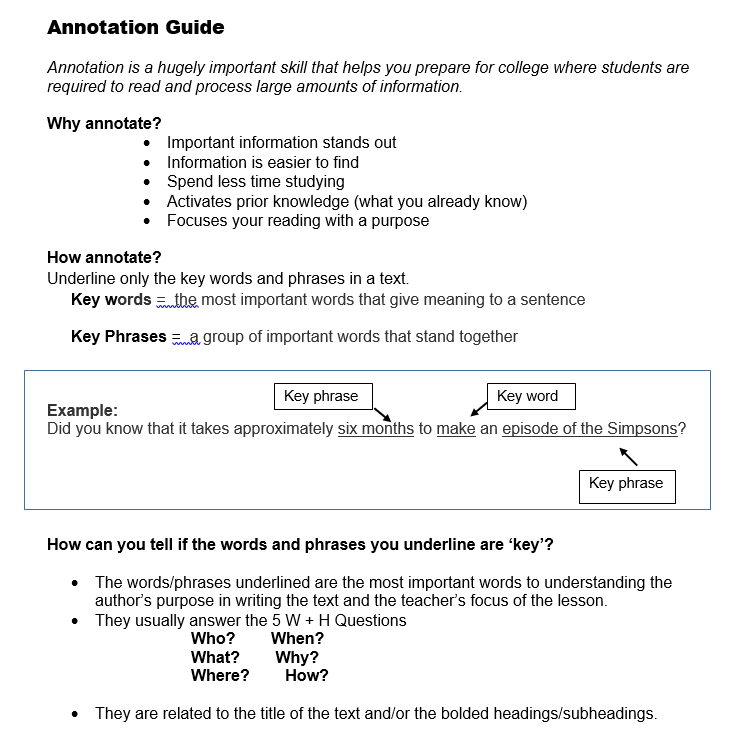 Annotation Guide
Annotation is a hugely important skill that helps you prepare for college where students are
required to read and process large amounts of information.
Why annotate?
• Important information stands out
• Information is easier to find
• Spend less time studying
• Activates prior knowledge (what you already know)
• Focuses your reading with a purpose
How annotate?
Underline only the key words and phrases in a text.
Key words = the most important words that give meaning to a sentence
Key Phrases = a group of important words that stand together
Key phrase Key word
Example:
Did you know that it takes approximately six months to make an episode of the Simpsons?
Key phrase
How can you tell if the words and phrases you underline are ‘key’?
• The words/phrases underlined are the most important words to understanding the
author’s purpose in writing the text and the teacher’s focus of the lesson.
• They usually answer the 5 W + H Questions
Who? When?
What? Why?
Where? How?
• They are related to the title of the text and/or the bolded headings/subheadings.